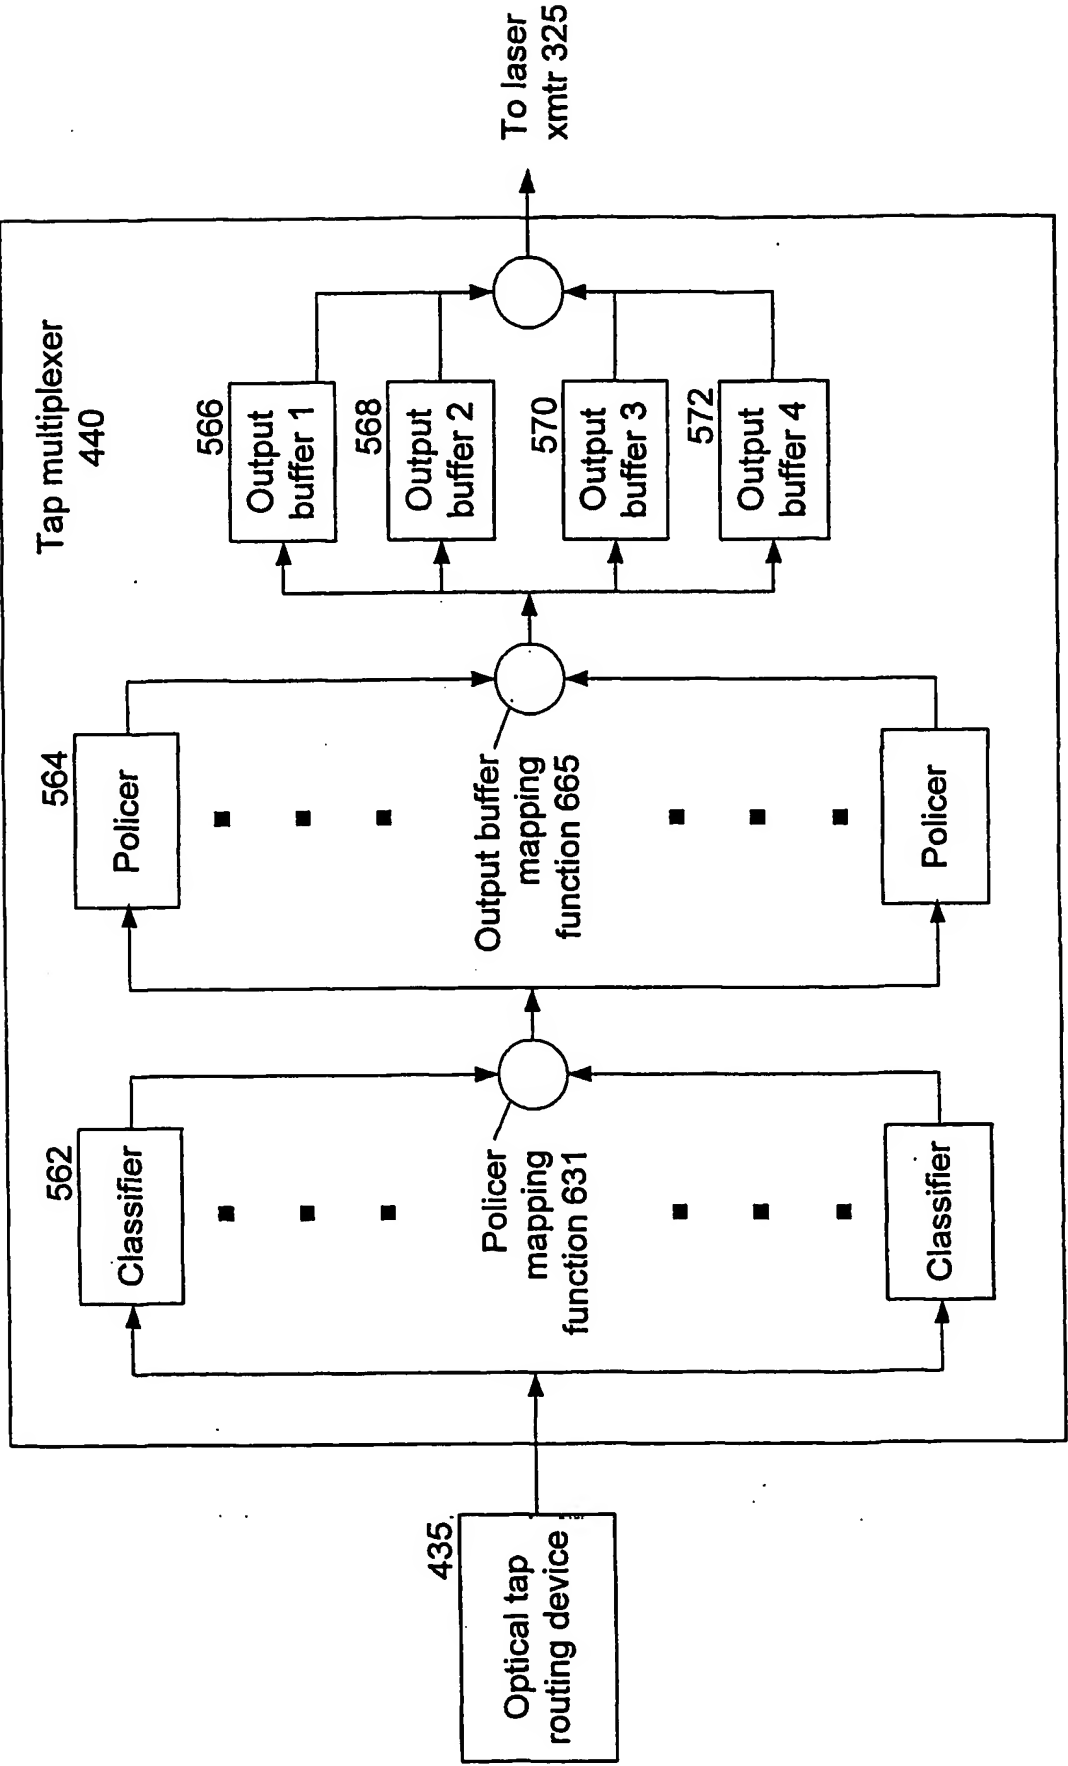 Tap multiplexer
440
435
Optical tap
routing device
562
Classifier
Classifier
Policer
mapping
function 631
564
Policer
Policer
Output buffer
mapping
function 665
566
Output
buffer 1
568
Output
buffer 2
570
Output
buffer 3
572
Output
buffer 4
To laser
xmtr 325